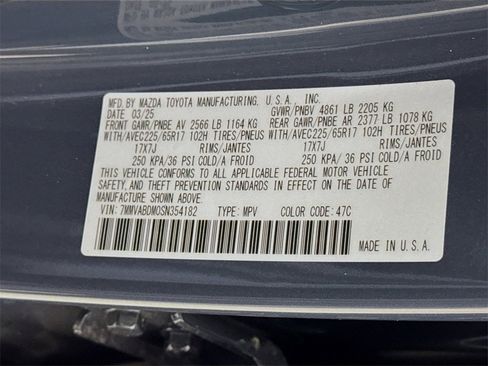 MFD. BY MAZDA TOYOTA MANUFACTURING, U.S.A., INC.
DATE 03/25 GVWR/PNBV 4861 LB 2205 KG
FRONT GAWR/PNBE AV 2566 LB 1164 KG REAR GAWR/PNBE AR 2377 LB 1078 KG
WITH/AVEC225/65R17 102H TIRES/PNEUS WITH/AVEC225/65R17 102H TIRES/PNEUS
17X7J RIMS/JANTES 17X7J RIMS/JANTES
250 KPA/36 PSI COLD/A FROID 250 KPA/36 PSI COLD/A FROID
THIS VEHICLE CONFORMS TO ALL APPLICABLE FEDERAL MOTOR VEHICLE
SAFETY, AND THEFT PREVENTION STANDARDS IN EFFECT ON THE DATE OF
MANUFACTURE SHOWN ABOVE.
VIN: 7MMVABDM0SN354182 TYPE: MPV COLOR CODE: 47C
MADE IN U.S.A.